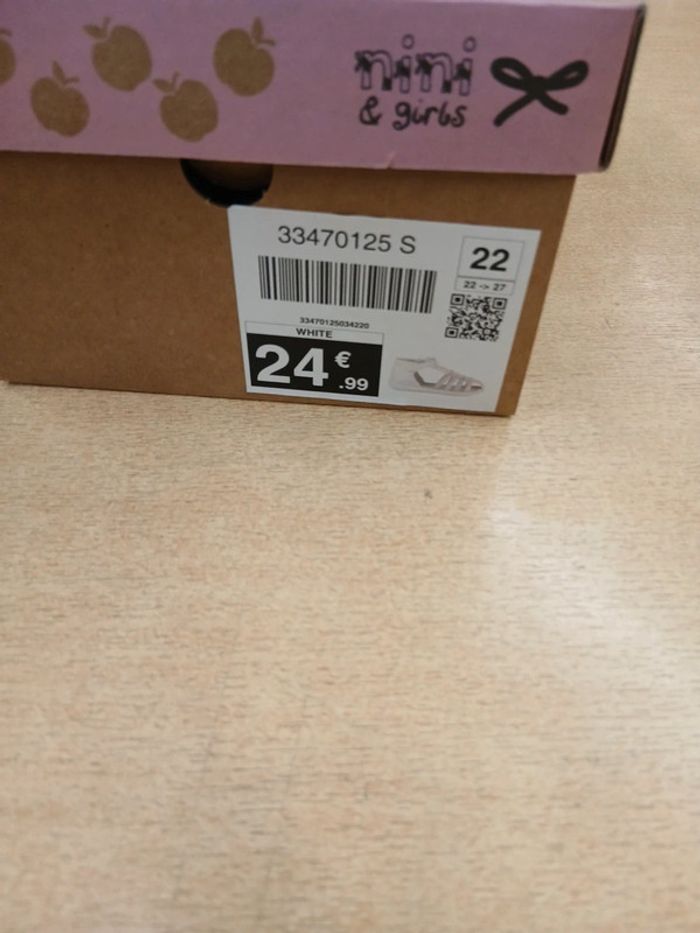 nini
& girls
33470125 S
22
22 -> 27
33470125034220
WHITE
24 €
.99